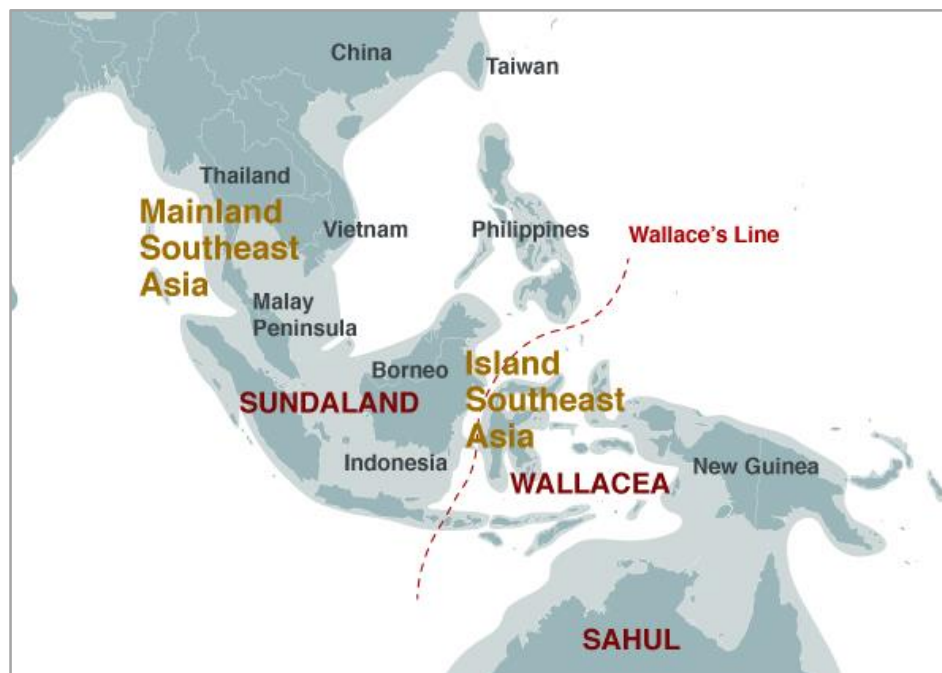 China
Taiwan
Thailand
Mainland
Southeast
Asia
Vietnam
Philippines
Wallace's Line
Malay
Peninsula
Borneo
Island
Southeast
Asia
SUNDALAND
Indonesia
WALLACEA
New Guinea
SAHUL